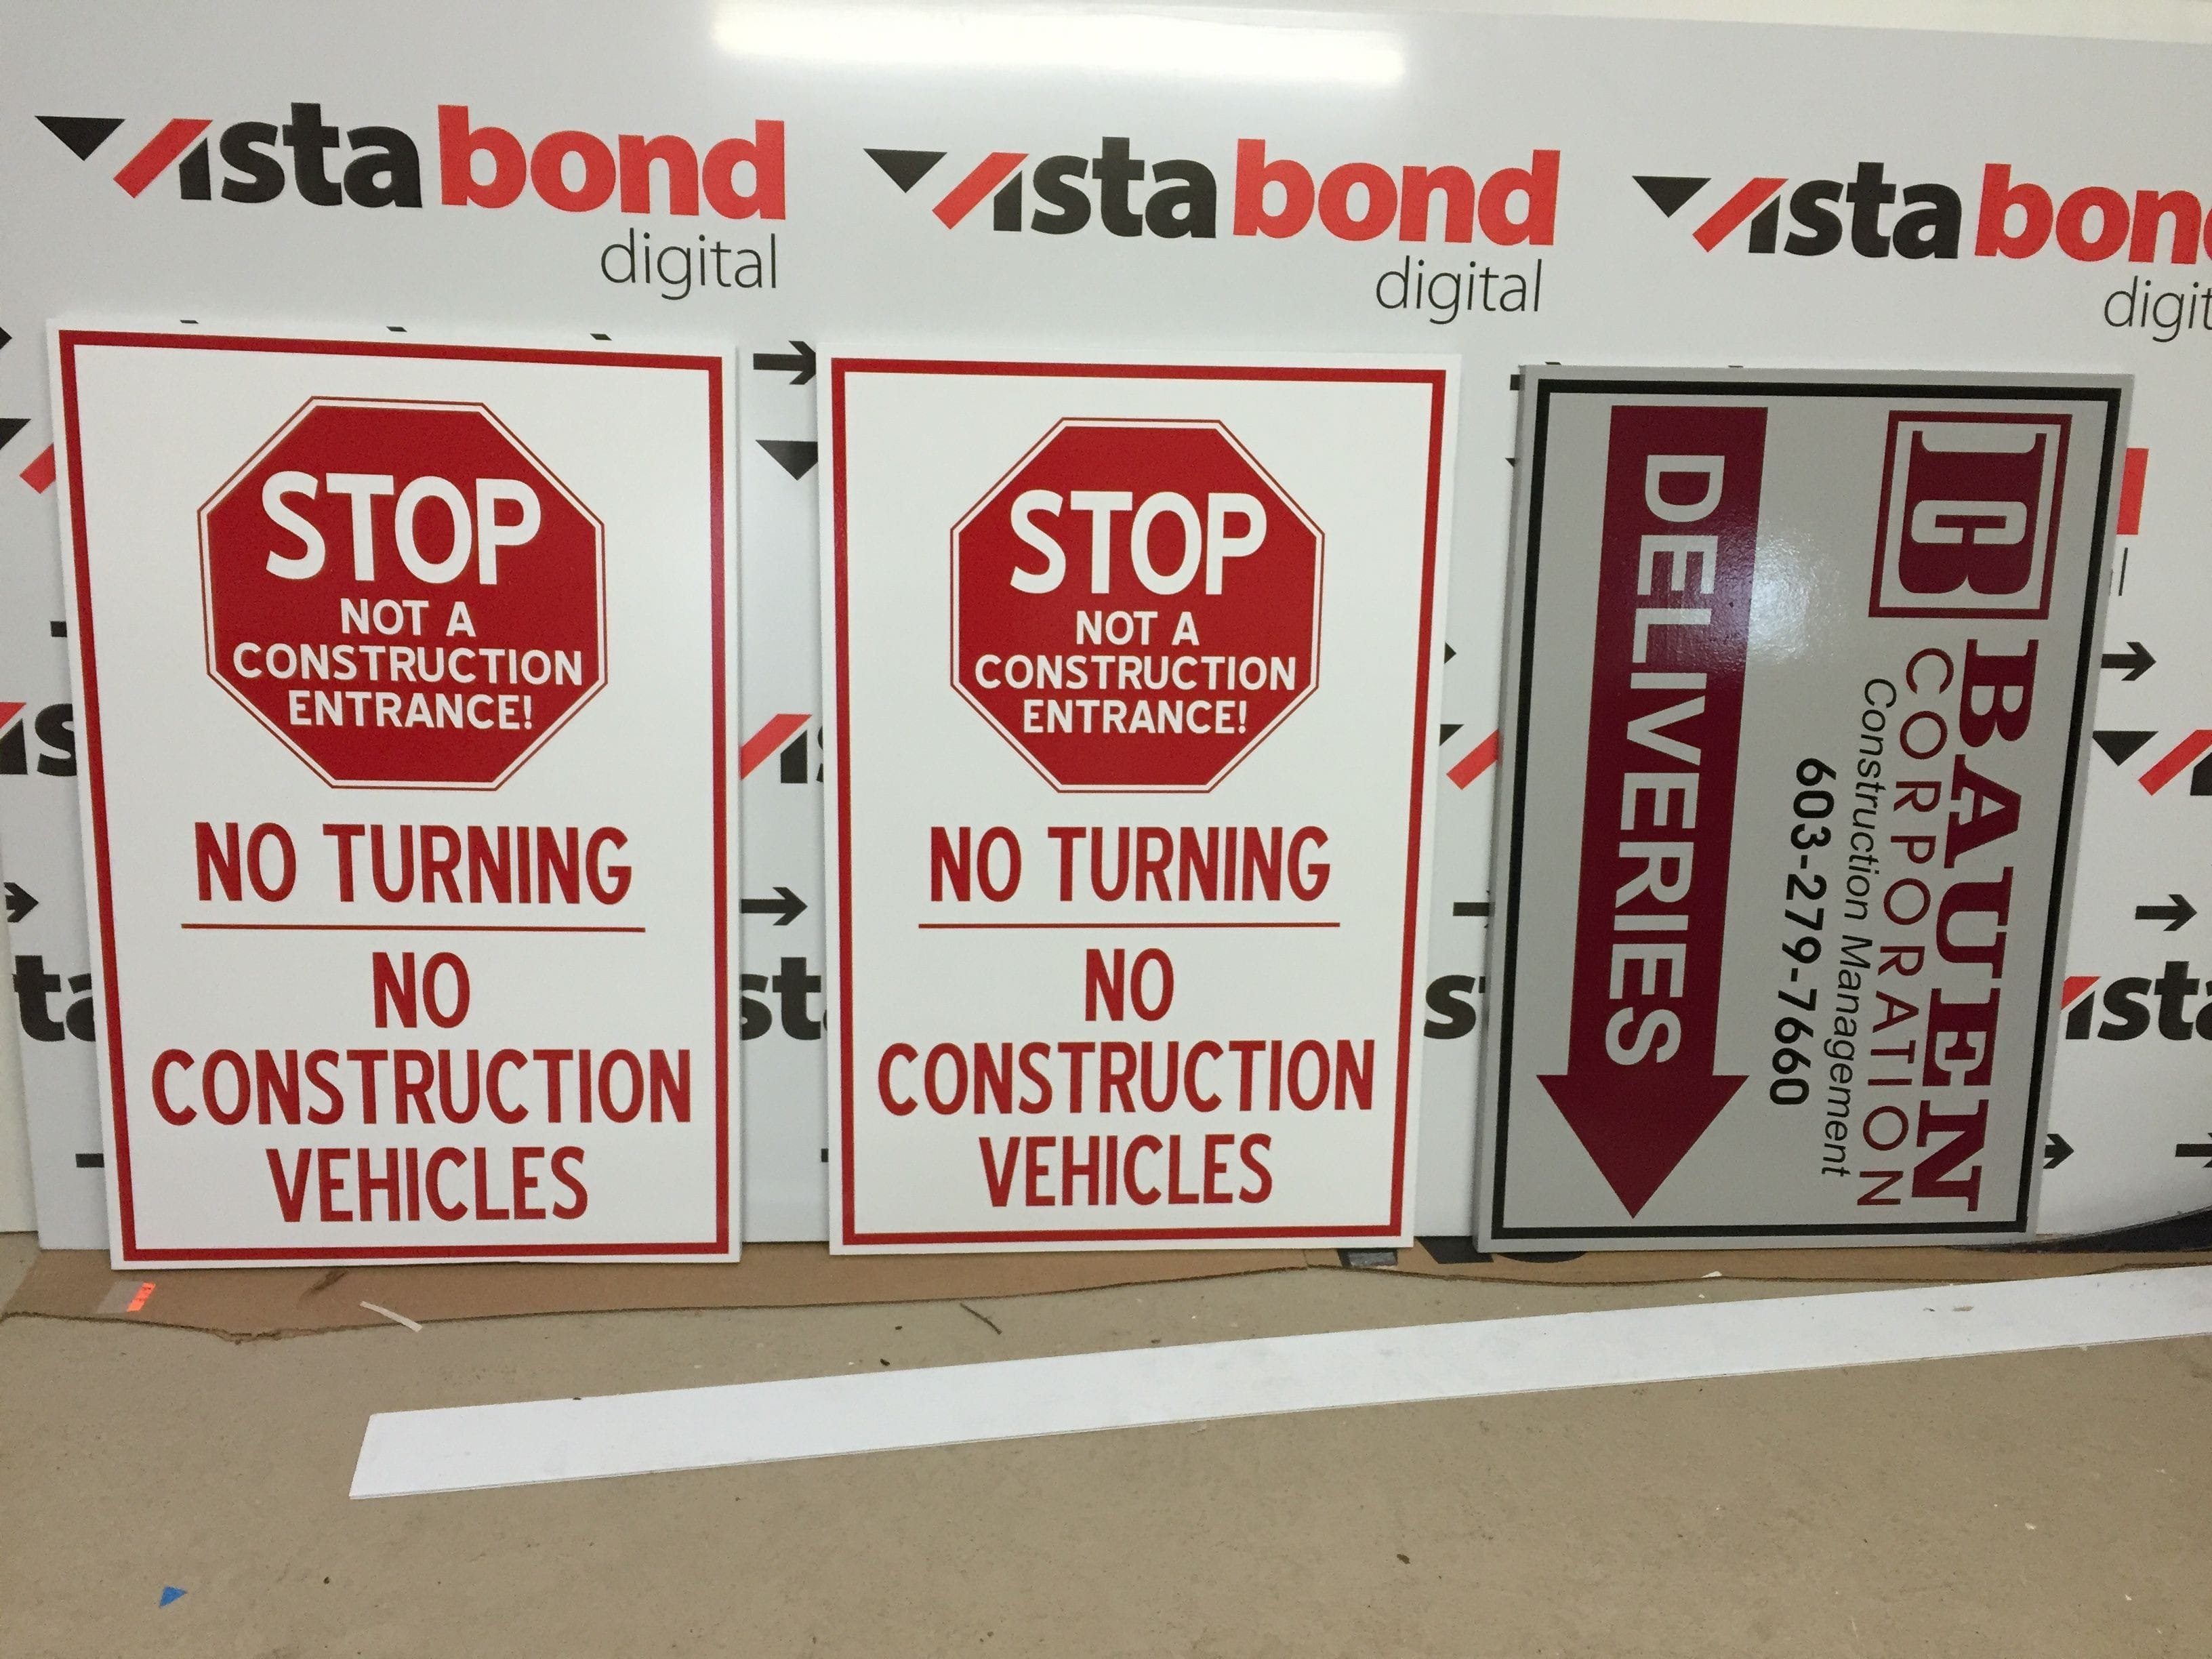 Vistabond
digital
Vistabond
digital
Vistabon
digit
STOP
NOT A
CONSTRUCTION
ENTRANCE!
NO TURNING
NO
CONSTRUCTION
VEHICLES
STOP
NOT A
CONSTRUCTION
ENTRANCE!
NO TURNING
NO
CONSTRUCTION
VEHICLES
BAUEN
CORPORATION
Construction Management
603-279-7660
DELIVERIES